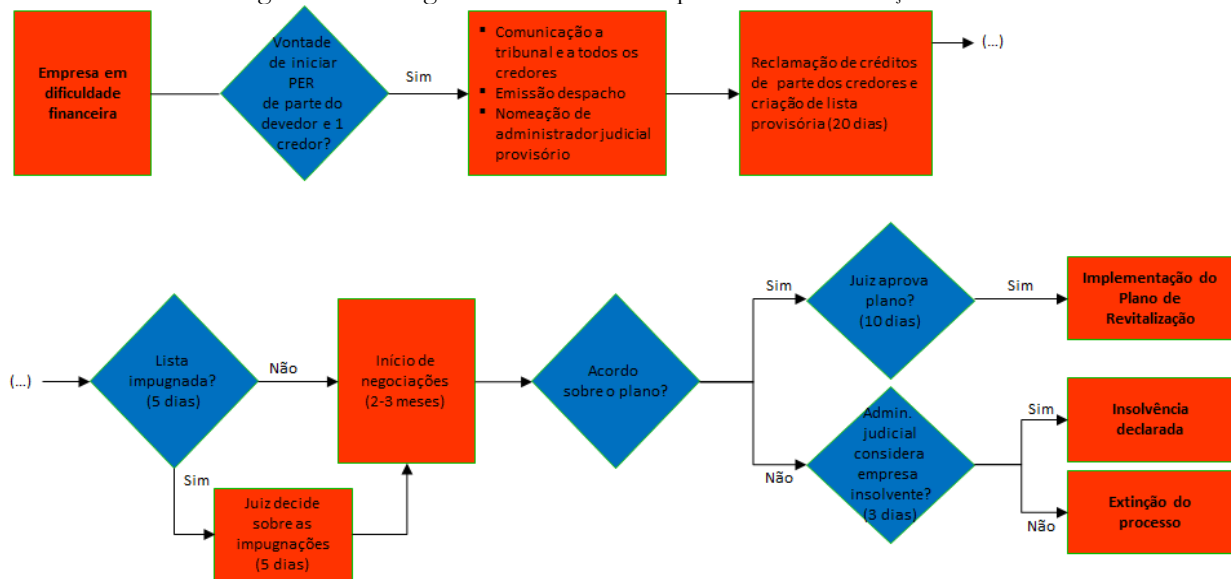 Empresa em
dificuldade
financeira
Vontade
de iniciar
PER
de parte do
devedor e 1
credor?
Sim
▪ Comunicação a
tribunal e a todos os
credores
▪ Emissão despacho
▪ Nomeação de
administrador judicial
provisório
Reclamação de créditos
de parte dos credores e
criação de lista
provisória (20 dias)
(...)
(...)
Lista
impugnada?
(5 dias)
Não
Sim
Juiz decide
sobre as
impugnações
(5 dias)
Início de
negociações
(2-3 meses)
Acordo
sobre o plano?
Sim
Juiz aprova
plano?
(10 dias)
Sim
Implementação do
Plano de
Revitalização
Não
Admin.
judicial
considera
empresa
insolvente?
(3 dias)
Sim
Insolvência
declarada
Não
Extinção do
processo